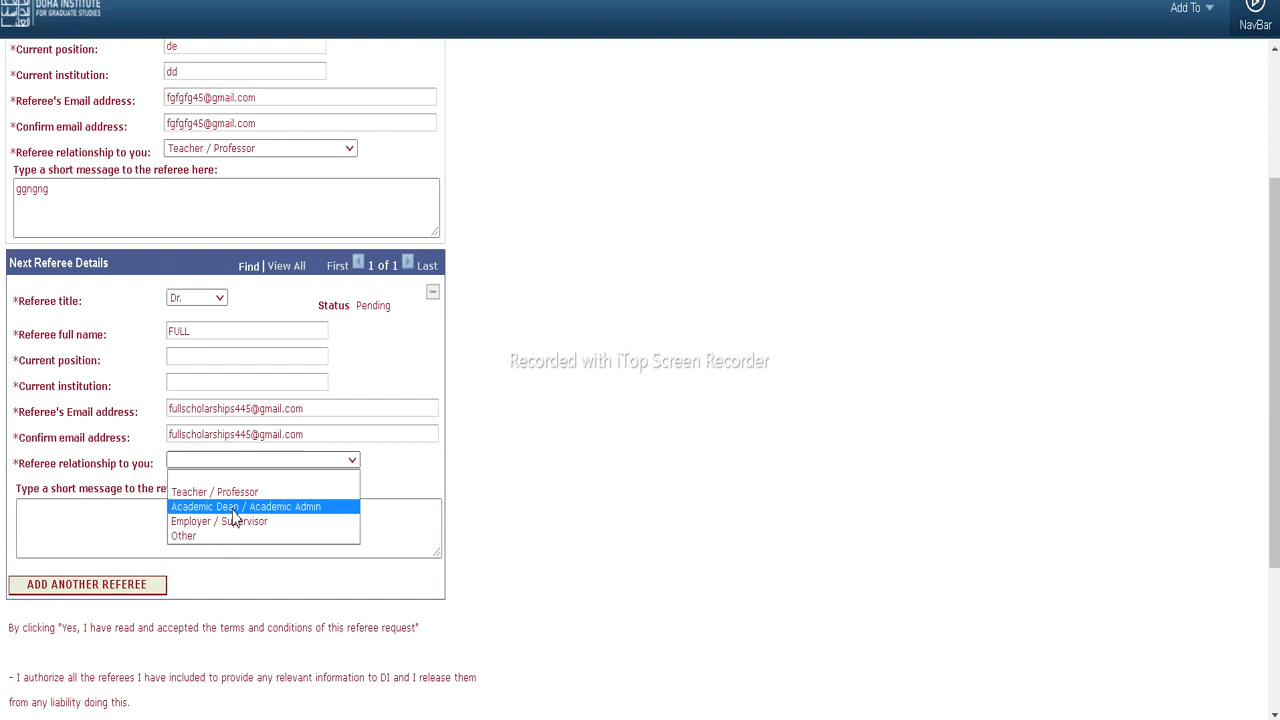 DOHA INSTITUTE
FOR GRADUATE STUDIES
Add To
NavBar
*Current position: de
*Current institution: dd
*Referee's Email address: fgfgfg45@gmail.com
*Confirm email address: fgfgfg45@gmail.com
*Referee relationship to you: Teacher / Professor
Type a short message to the referee here:
ggngng
Next Referee Details Find | View All First 1 of 1 Last
*Referee title: Dr. Status Pending
*Referee full name: FULL
*Current position:
*Current institution:
Recorded with iTop Screen Recorder
*Referee's Email address: fullscholarships445@gmail.com
*Confirm email address: fullscholarships445@gmail.com
*Referee relationship to you:
Type a short message to the re
Teacher / Professor
Academic Dean / Academic Admin
Employer / Supervisor
Other
ADD ANOTHER REFEREE
By clicking "Yes, I have read and accepted the terms and conditions of this referee request"
- I authorize all the referees I have included to provide any relevant information to DI and I release them
from any liability doing this.